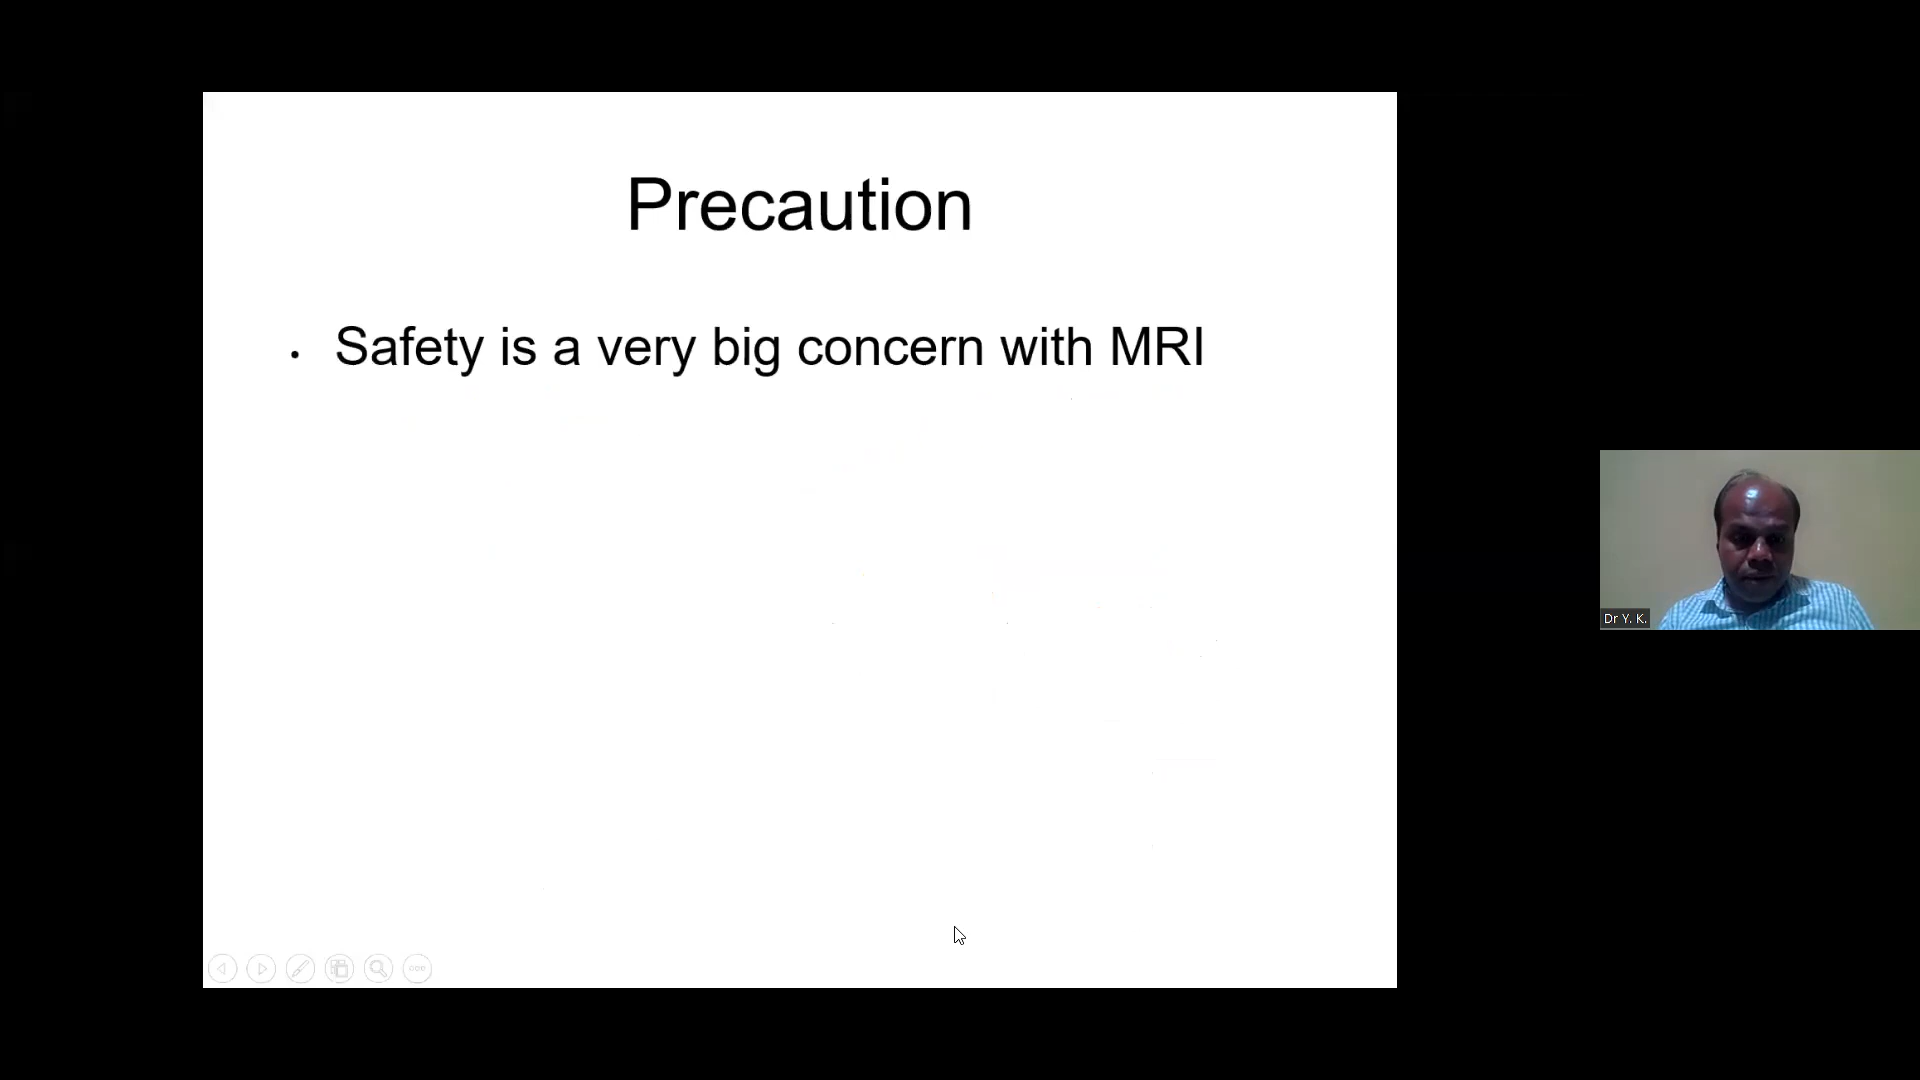 Precaution
• Safety is a very big concern with MRI
Dr Y. K.